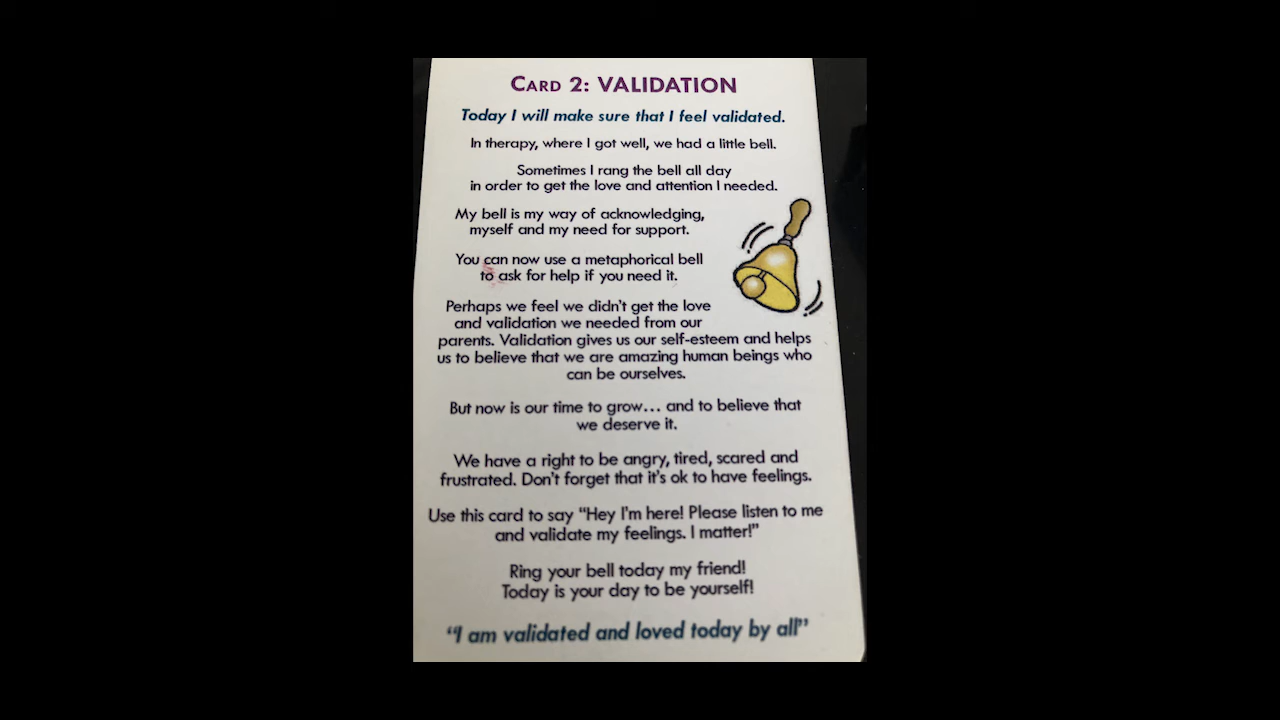 CARD 2: VALIDATION
Today I will make sure that I feel validated.
In therapy, where I got well, we had a little bell.
Sometimes I rang the bell all day
in order to get the love and attention I needed.
My bell is my way of acknowledging,
myself and my need for support.
You can now use a metaphorical bell
to ask for help if you need it.
Perhaps we feel we didn't get the love
and validation we needed from our
parents. Validation gives us our self-esteem and helps
us to believe that we are amazing human beings who
can be ourselves.
But now is our time to grow... and to believe that
we deserve it.
We have a right to be angry, tired, scared and
frustrated. Don't forget that it's ok to have feelings.
Use this card to say “Hey I'm here! Please listen to me
and validate my feelings. I matter!”
Ring your bell today my friend!
Today is your day to be yourself!
“I am validated and loved today by all”